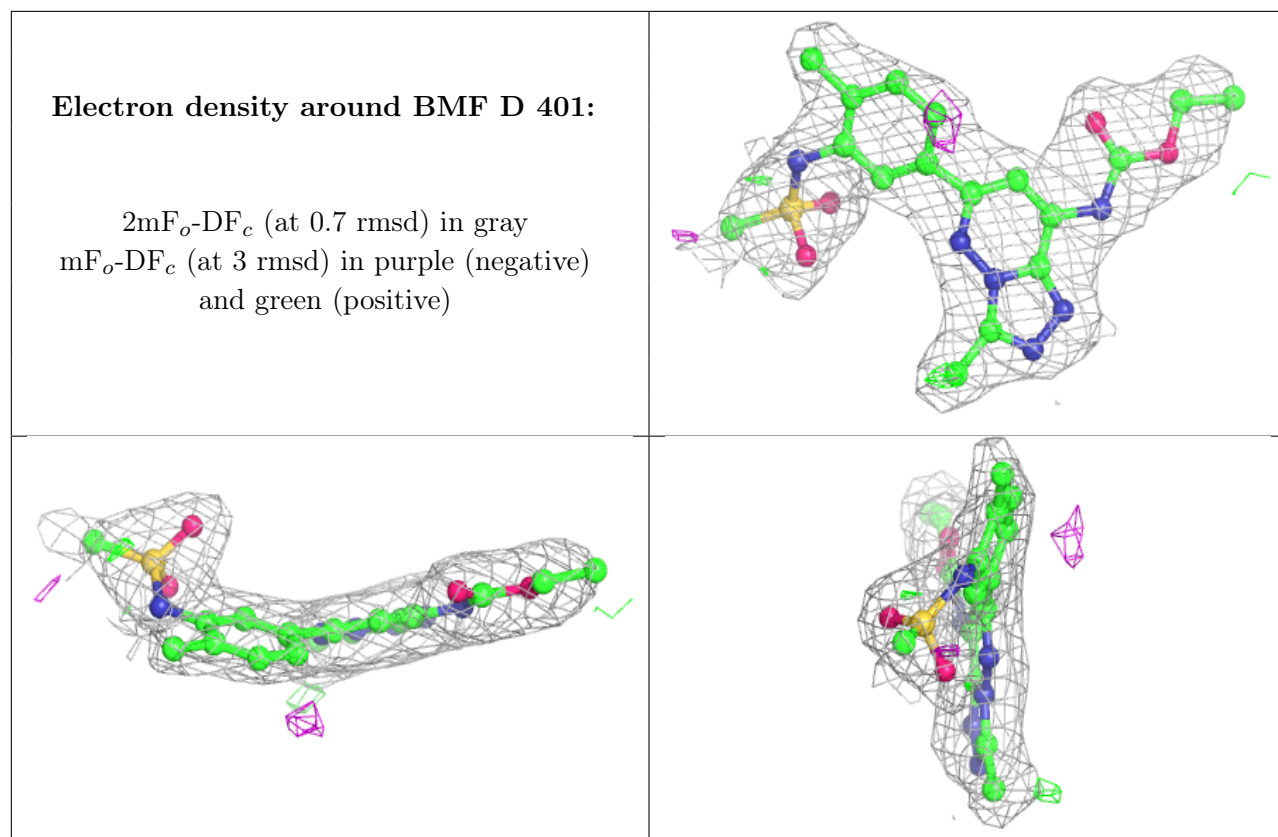 Electron density around BMF D 401:
2mFo-DFc (at 0.7 rmsd) in gray
mFo-DFc (at 3 rmsd) in purple (negative)
and green (positive)